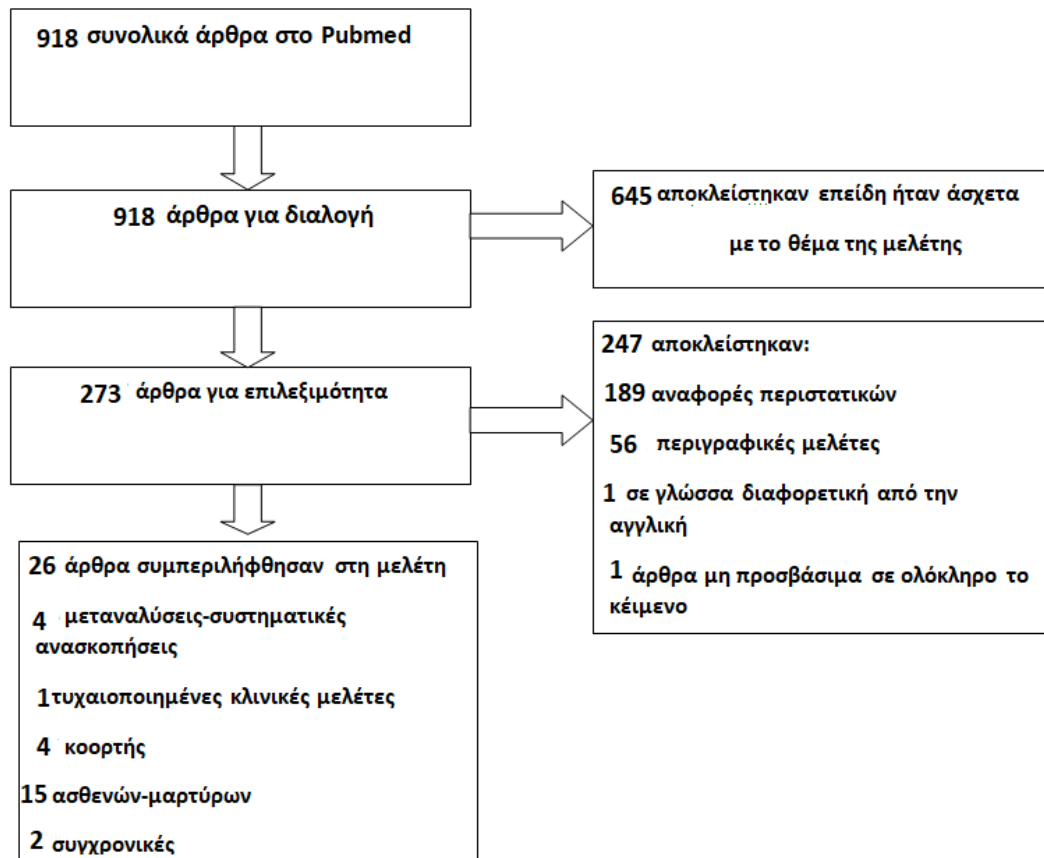 918 συνολικά άρθρα στο Pubmed
918 άρθρα για διαλογή
645 αποκλείστηκαν επείδη ήταν άσχετα
με το θέμα της μελέτης
273 άρθρα για επιλεξιμότητα
247 αποκλείστηκαν:
189 αναφορές περιστατικών
56 περιγραφικές μελέτες
1 σε γλώσσα διαφορετική από την
αγγλική
1 άρθρα μη προσβάσιμα σε ολόκληρο το
κέιμενο
26 άρθρα συμπεριλήφθησαν στη μελέτη
4 μεταναλύσεις-συστηματικές
ανασκοπήσεις
1τυχαιοποιημένες κλινικές μελέτες
4 κοορτής
15 ασθενών-μαρτύρων
2 συγχρονικές